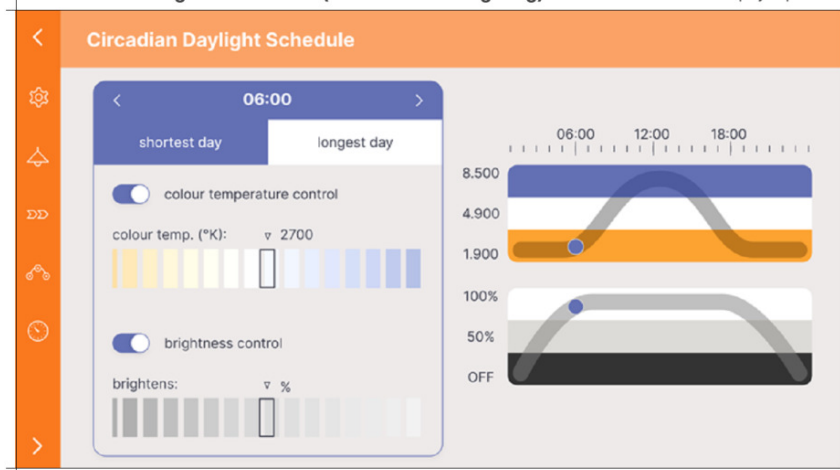 Circadian Daylight Schedule
06:00
shortest day
longest day
colour temperature control
colour temp. (°K): 2700
brightness control
brightens: %
06:00 12:00 18:00
8.500
4.900
1.900
100%
50%
OFF